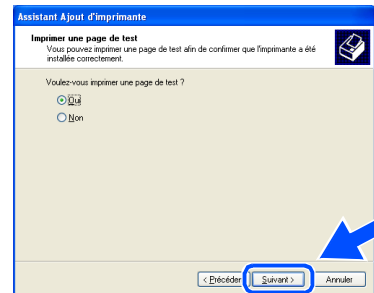 Assistant Ajout d'imprimante
Imprimer une page de test
Vous pouvez imprimer une page de test afin de confirmer que l'imprimante a été
installée correctement.
Voulez-vous imprimer une page de test ?
Oui
Non
< Précéder
Suivant >
Annuler